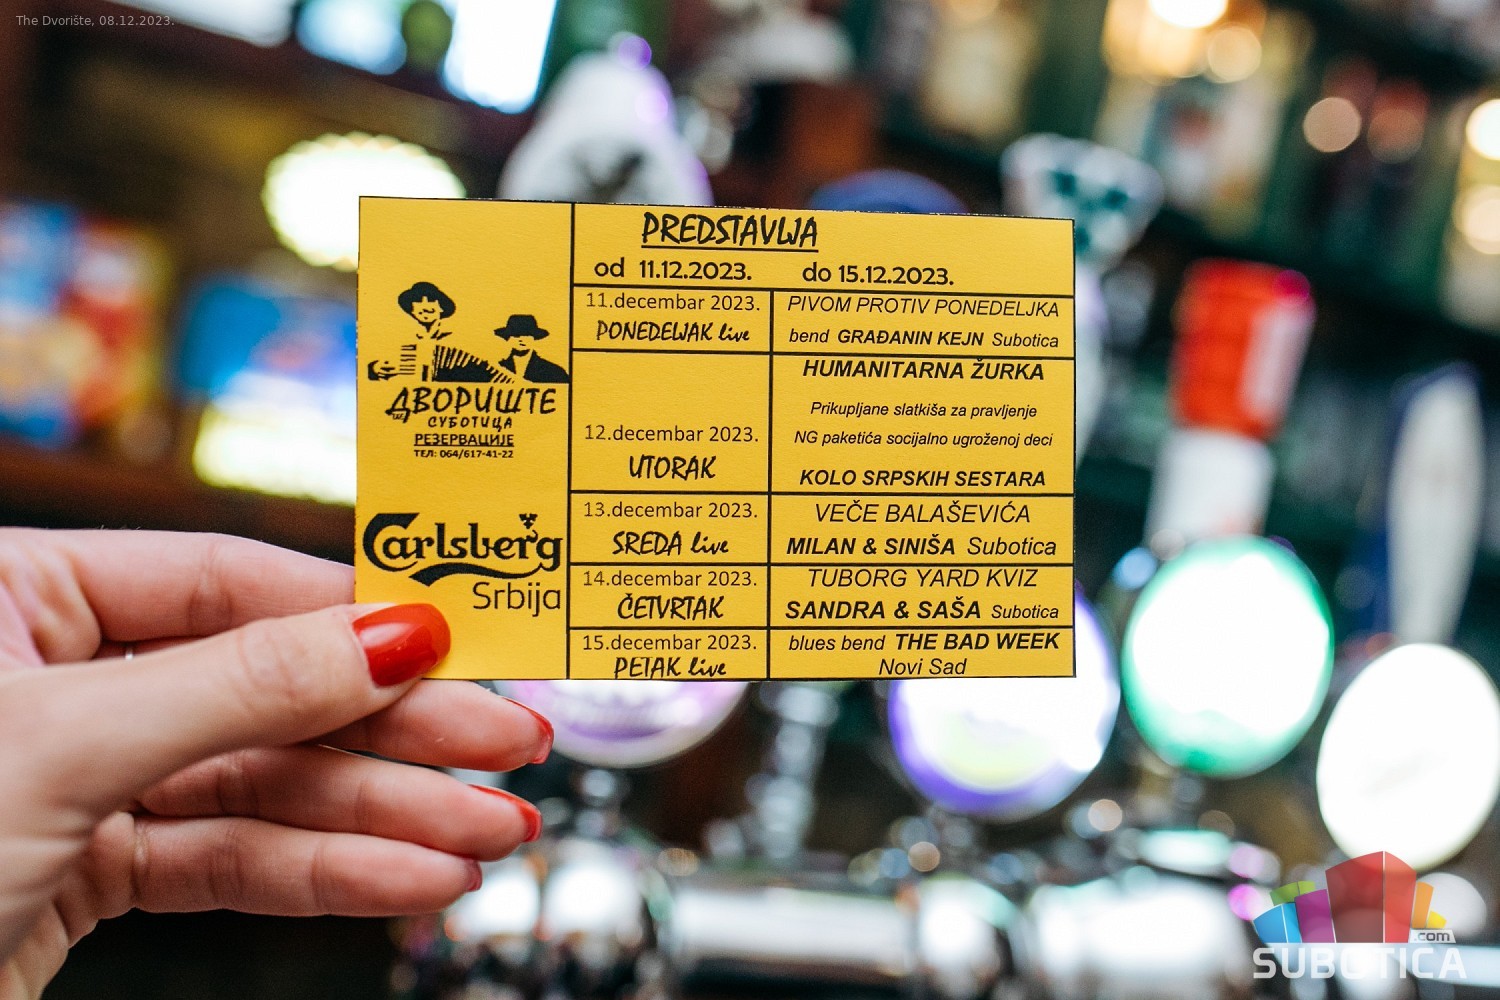 The Dvorište, 08.12.2023.
PREDSTAVLJA
od 11.12.2023. do 15.12.2023.
11.decembar 2023.
PONEDELJAK live
PIVOM PROTIV PONEDELJKA
bend GRAĐANIN KEJN Subotica
12.decembar 2023.
UTORAK
HUMANITARNA ŽURKA
Prikupljane slatkiša za pravljenje
NG paketića socijalno ugroženoj deci
KOLO SRPSKIH SESTARA
13.decembar 2023.
SREDA live
VEČE BALAŠEVIĆA
MILAN & SINIŠA Subotica
14.decembar 2023.
ČETVRTAK
TUBORG YARD KVIZ
SANDRA & SAŠA Subotica
15.decembar 2023.
PETAK live
blues bend THE BAD WEEK
Novi Sad
ДВОРИШТЕ
СУБОТИЦА
РЕЗЕРВАЦИЈЕ
ТЕЛ: 064/617-41-22
Carlsberg
Srbija
.com
SUBOTICA